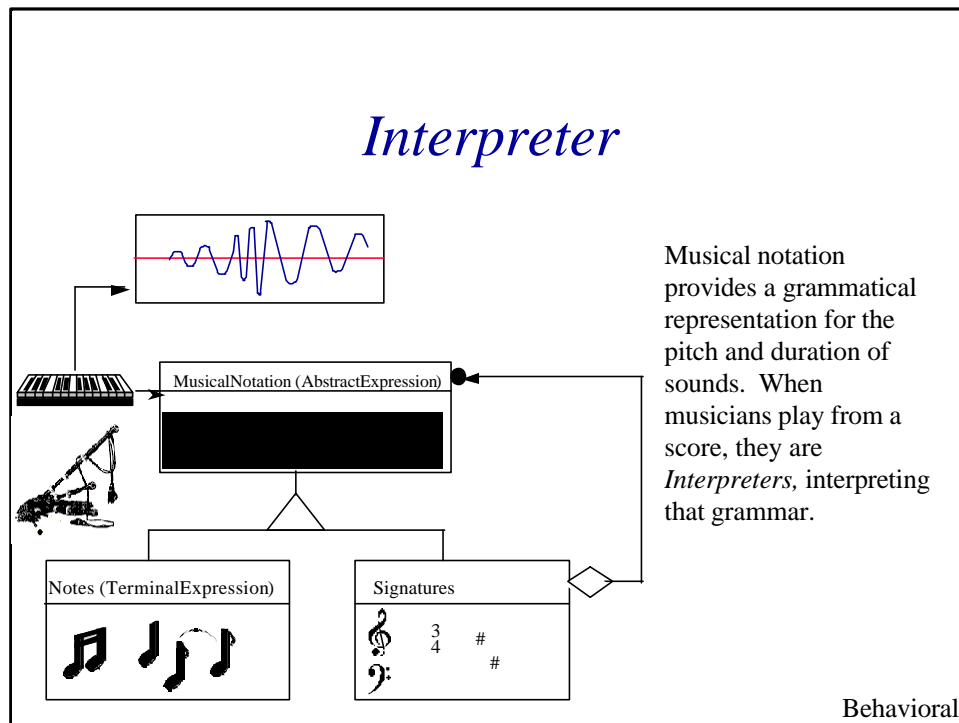 Interpreter
MusicalNotation (AbstractExpression)
Notes (TerminalExpression)
Signatures
3
4
#
#
Musical notation
provides a grammatical
representation for the
pitch and duration of
sounds.  When
musicians play from a
score, they are
Interpreters, interpreting
that grammar.
Behavioral